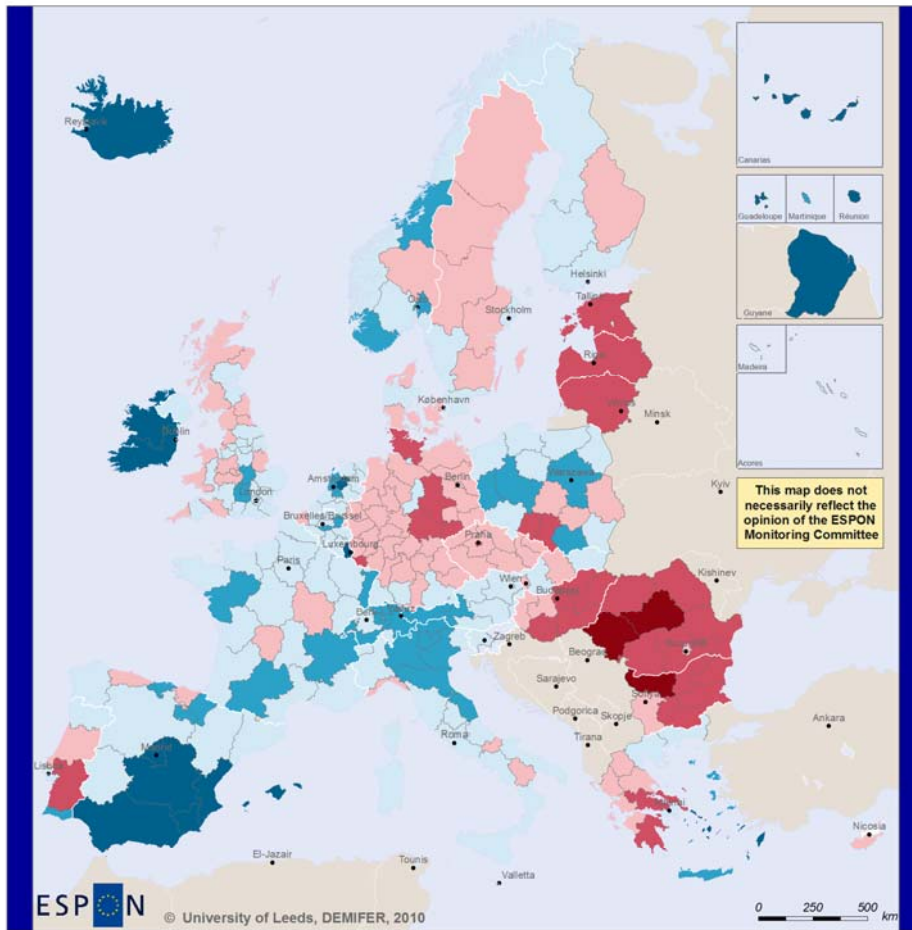 Reykjavík
Canarias
Guadeloupe
Martinique
Réunion
Guyane
Madeira
Acores
This map does not
necessarily reflect the
opinion of the ESPON
Monitoring Committee
Helsinki
Tallinn
Stockholm
Riga
Vilnius
Minsk
København
Dublin
London
Amsterdam
Berlin
Warszawa
Kyiv
Bruxelles/Brussel
Luxembourg
Praha
Paris
Wien
Budapest
Kishinev
Zagreb
Beograd
Sarajevo
Sofiya
Podgorica
Skopje
Tirana
Roma
Ankara
Madrid
Lisboa
Nicosia
El-Jazair
Tounis
Valletta
ESPON
© University of Leeds, DEMIFER, 2010
0 250 500
km